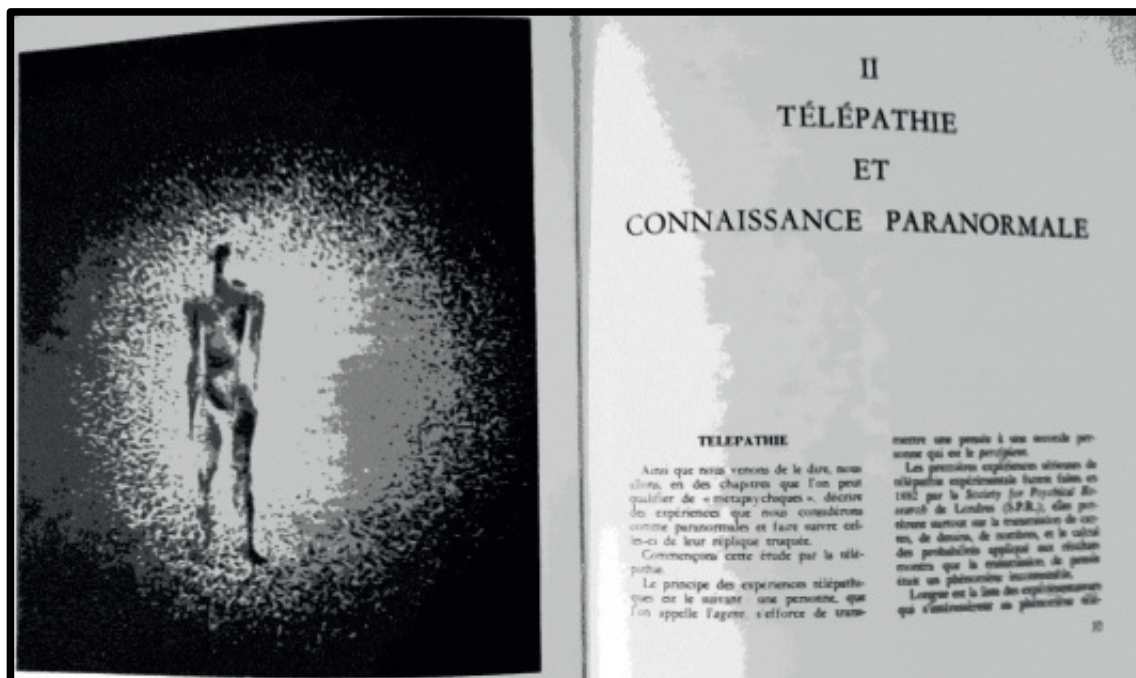 II
TÉLÉPATHIE
ET
CONNAISSANCE PARANORMALE
TELEPATHIE
Ainsi que nous venons de le dire, nous
allons, en des chapitres que l'on peut
qualifier de « métapsychiques », décrire
des expériences que nous considérons
comme paranormales et faire suivre cel-
les-ci de leur réplique truquée.
Commençons cette étude par la télé-
pathie.
Le principe des expériences télépathi-
ques est le suivant : une personne, que
l'on appelle l'agent, s'efforce de trans-
mettre une pensée à une seconde per-
sonne qui est le percipient.
Les premières expériences sérieuses de
télépathie expérimentale furent faites en
1882 par la Society for Psychical Re-
search de Londres (S.P.R.), elles por-
tèrent surtout sur la transmission de car-
tes, de dessins, de nombres, et le calcul
des probabilités appliqué aux résultats
montra que la transmission de pensée
était un phénomène incontestable.
Longue est la liste des expérimentateurs
qui s'intéressèrent au phénomène télé-